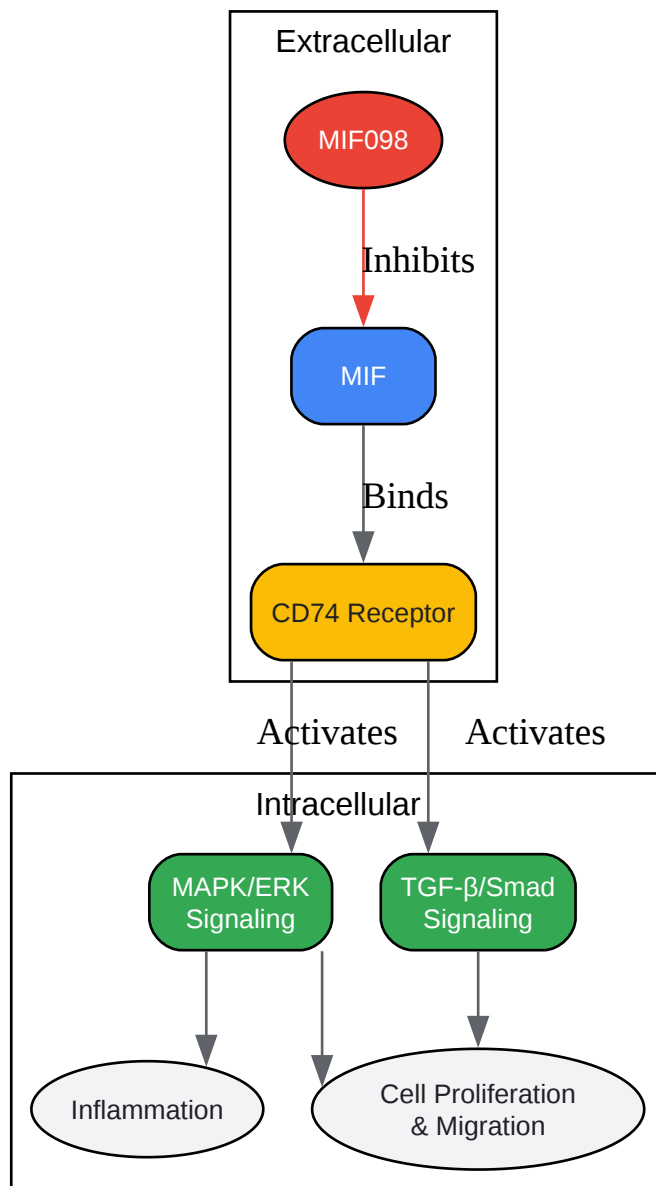 Extracellular
MIF098
Inhibits
MIF
Binds
CD74 Receptor
Activates
Activates
Intracellular
MAPK/ERK
Signaling
TGF-β/Smad
Signaling
Inflammation
Cell Proliferation
& Migration